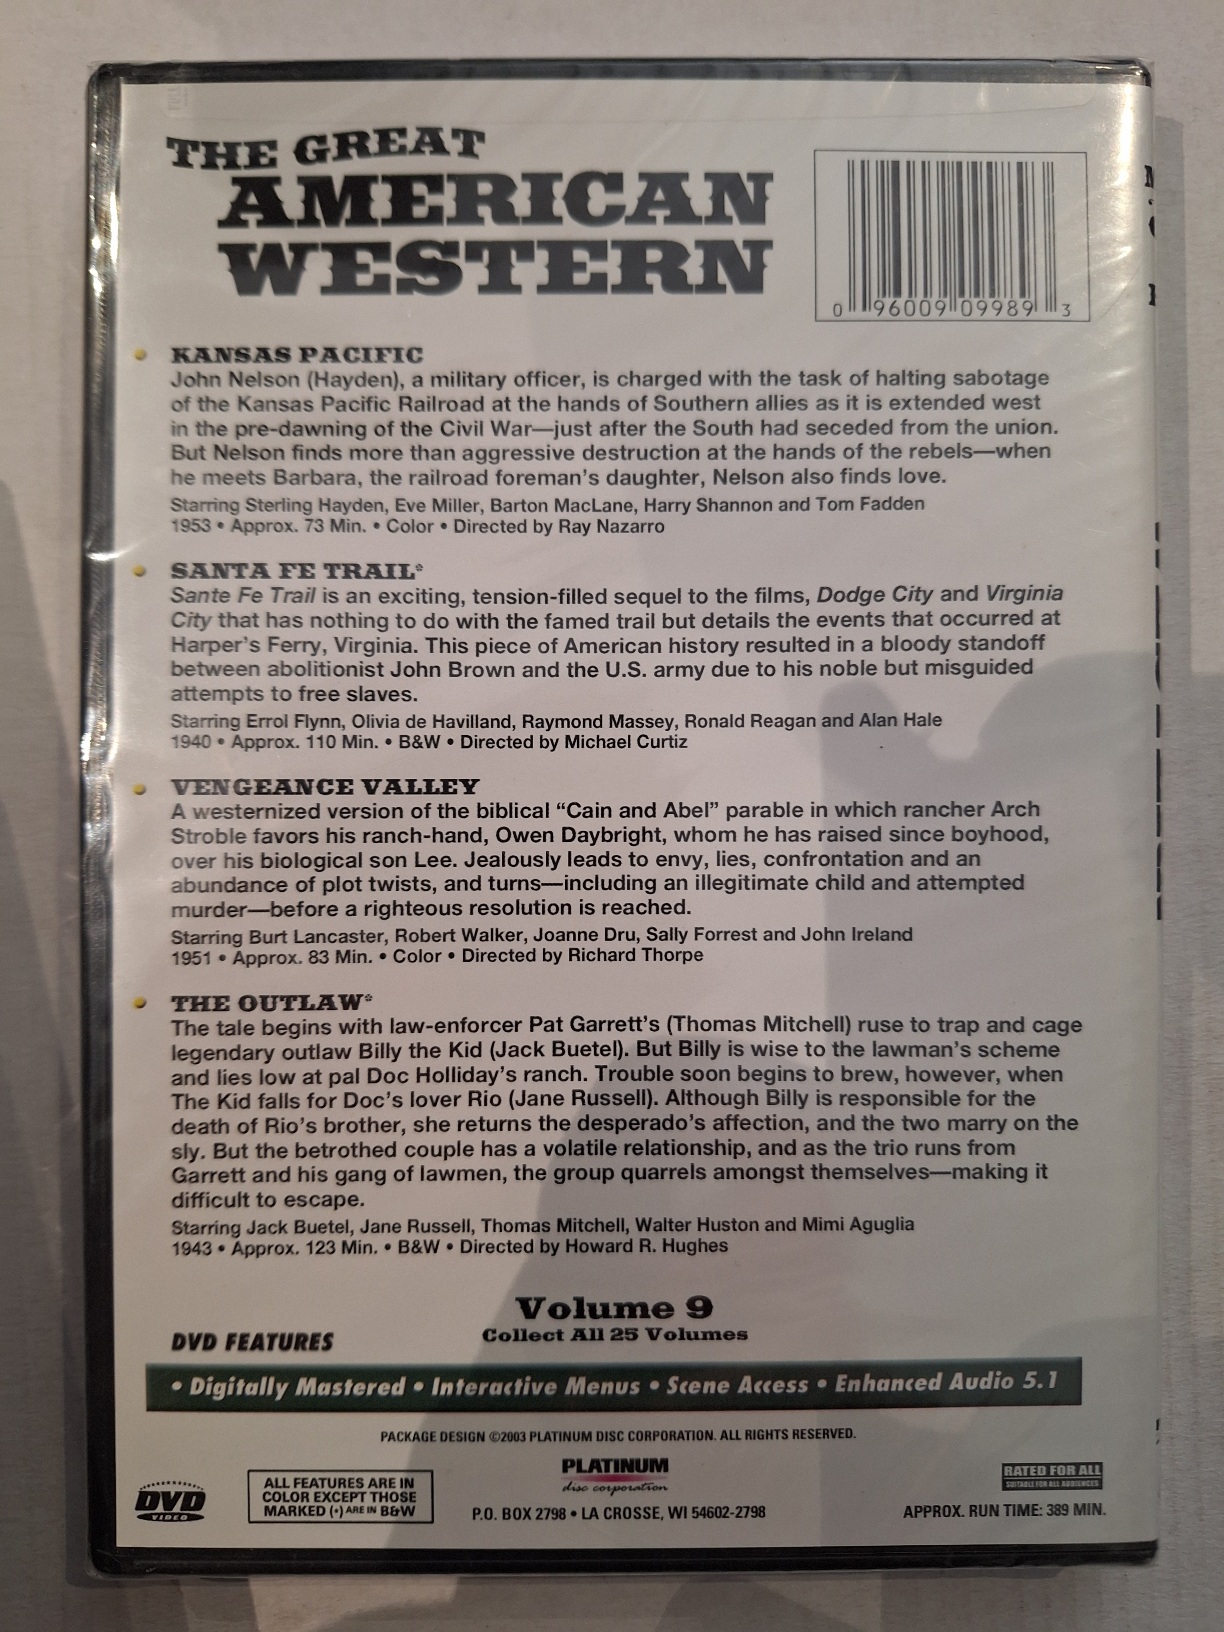 THE GREAT
AMERICAN
WESTERN
0 96009 09989 3
• KANSAS PACIFIC
John Nelson (Hayden), a military officer, is charged with the task of halting sabotage
of the Kansas Pacific Railroad at the hands of Southern allies as it is extended west
in the pre-dawning of the Civil War—just after the South had seceded from the union.
But Nelson finds more than aggressive destruction at the hands of the rebels—when
he meets Barbara, the railroad foreman's daughter, Nelson also finds love.
Starring Sterling Hayden, Eve Miller, Barton MacLane, Harry Shannon and Tom Fadden
1953 • Approx. 73 Min. • Color • Directed by Ray Nazarro
• SANTA FE TRAIL*
Sante Fe Trail is an exciting, tension-filled sequel to the films, Dodge City and Virginia
City that has nothing to do with the famed trail but details the events that occurred at
Harper's Ferry, Virginia. This piece of American history resulted in a bloody standoff
between abolitionist John Brown and the U.S. army due to his noble but misguided
attempts to free slaves.
Starring Errol Flynn, Olivia de Havilland, Raymond Massey, Ronald Reagan and Alan Hale
1940 • Approx. 110 Min. • B&W • Directed by Michael Curtiz
• VENGEANCE VALLEY
A westernized version of the biblical “Cain and Abel” parable in which rancher Arch
Stroble favors his ranch-hand, Owen Daybright, whom he has raised since boyhood,
over his biological son Lee. Jealously leads to envy, lies, confrontation and an
abundance of plot twists, and turns—including an illegitimate child and attempted
murder—before a righteous resolution is reached.
Starring Burt Lancaster, Robert Walker, Joanne Dru, Sally Forrest and John Ireland
1951 • Approx. 83 Min. • Color • Directed by Richard Thorpe
• THE OUTLAW*
The tale begins with law-enforcer Pat Garrett's (Thomas Mitchell) ruse to trap and cage
legendary outlaw Billy the Kid (Jack Buetel). But Billy is wise to the lawman's scheme
and lies low at pal Doc Holliday's ranch. Trouble soon begins to brew, however, when
The Kid falls for Doc's lover Rio (Jane Russell). Although Billy is responsible for the
death of Rio's brother, she returns the desperado's affection, and the two marry on the
sly. But the betrothed couple has a volatile relationship, and as the trio runs from
Garrett and his gang of lawmen, the group quarrels amongst themselves—making it
difficult to escape.
Starring Jack Buetel, Jane Russell, Thomas Mitchell, Walter Huston and Mimi Aguglia
1943 • Approx. 123 Min. • B&W • Directed by Howard R. Hughes
Volume 9
Collect All 25 Volumes
DVD FEATURES
• Digitally Mastered • Interactive Menus • Scene Access • Enhanced Audio 5.1
PACKAGE DESIGN ©2003 PLATINUM DISC CORPORATION. ALL RIGHTS RESERVED.
DVD
VIDEO
ALL FEATURES ARE IN
COLOR EXCEPT THOSE
MARKED (*) ARE IN B&W
PLATINUM
disc corporation
P.O. BOX 2798 • LA CROSSE, WI 54602-2798
RATED FOR ALL
SUITABLE FOR ALL AUDIENCES
APPROX. RUN TIME: 389 MIN.